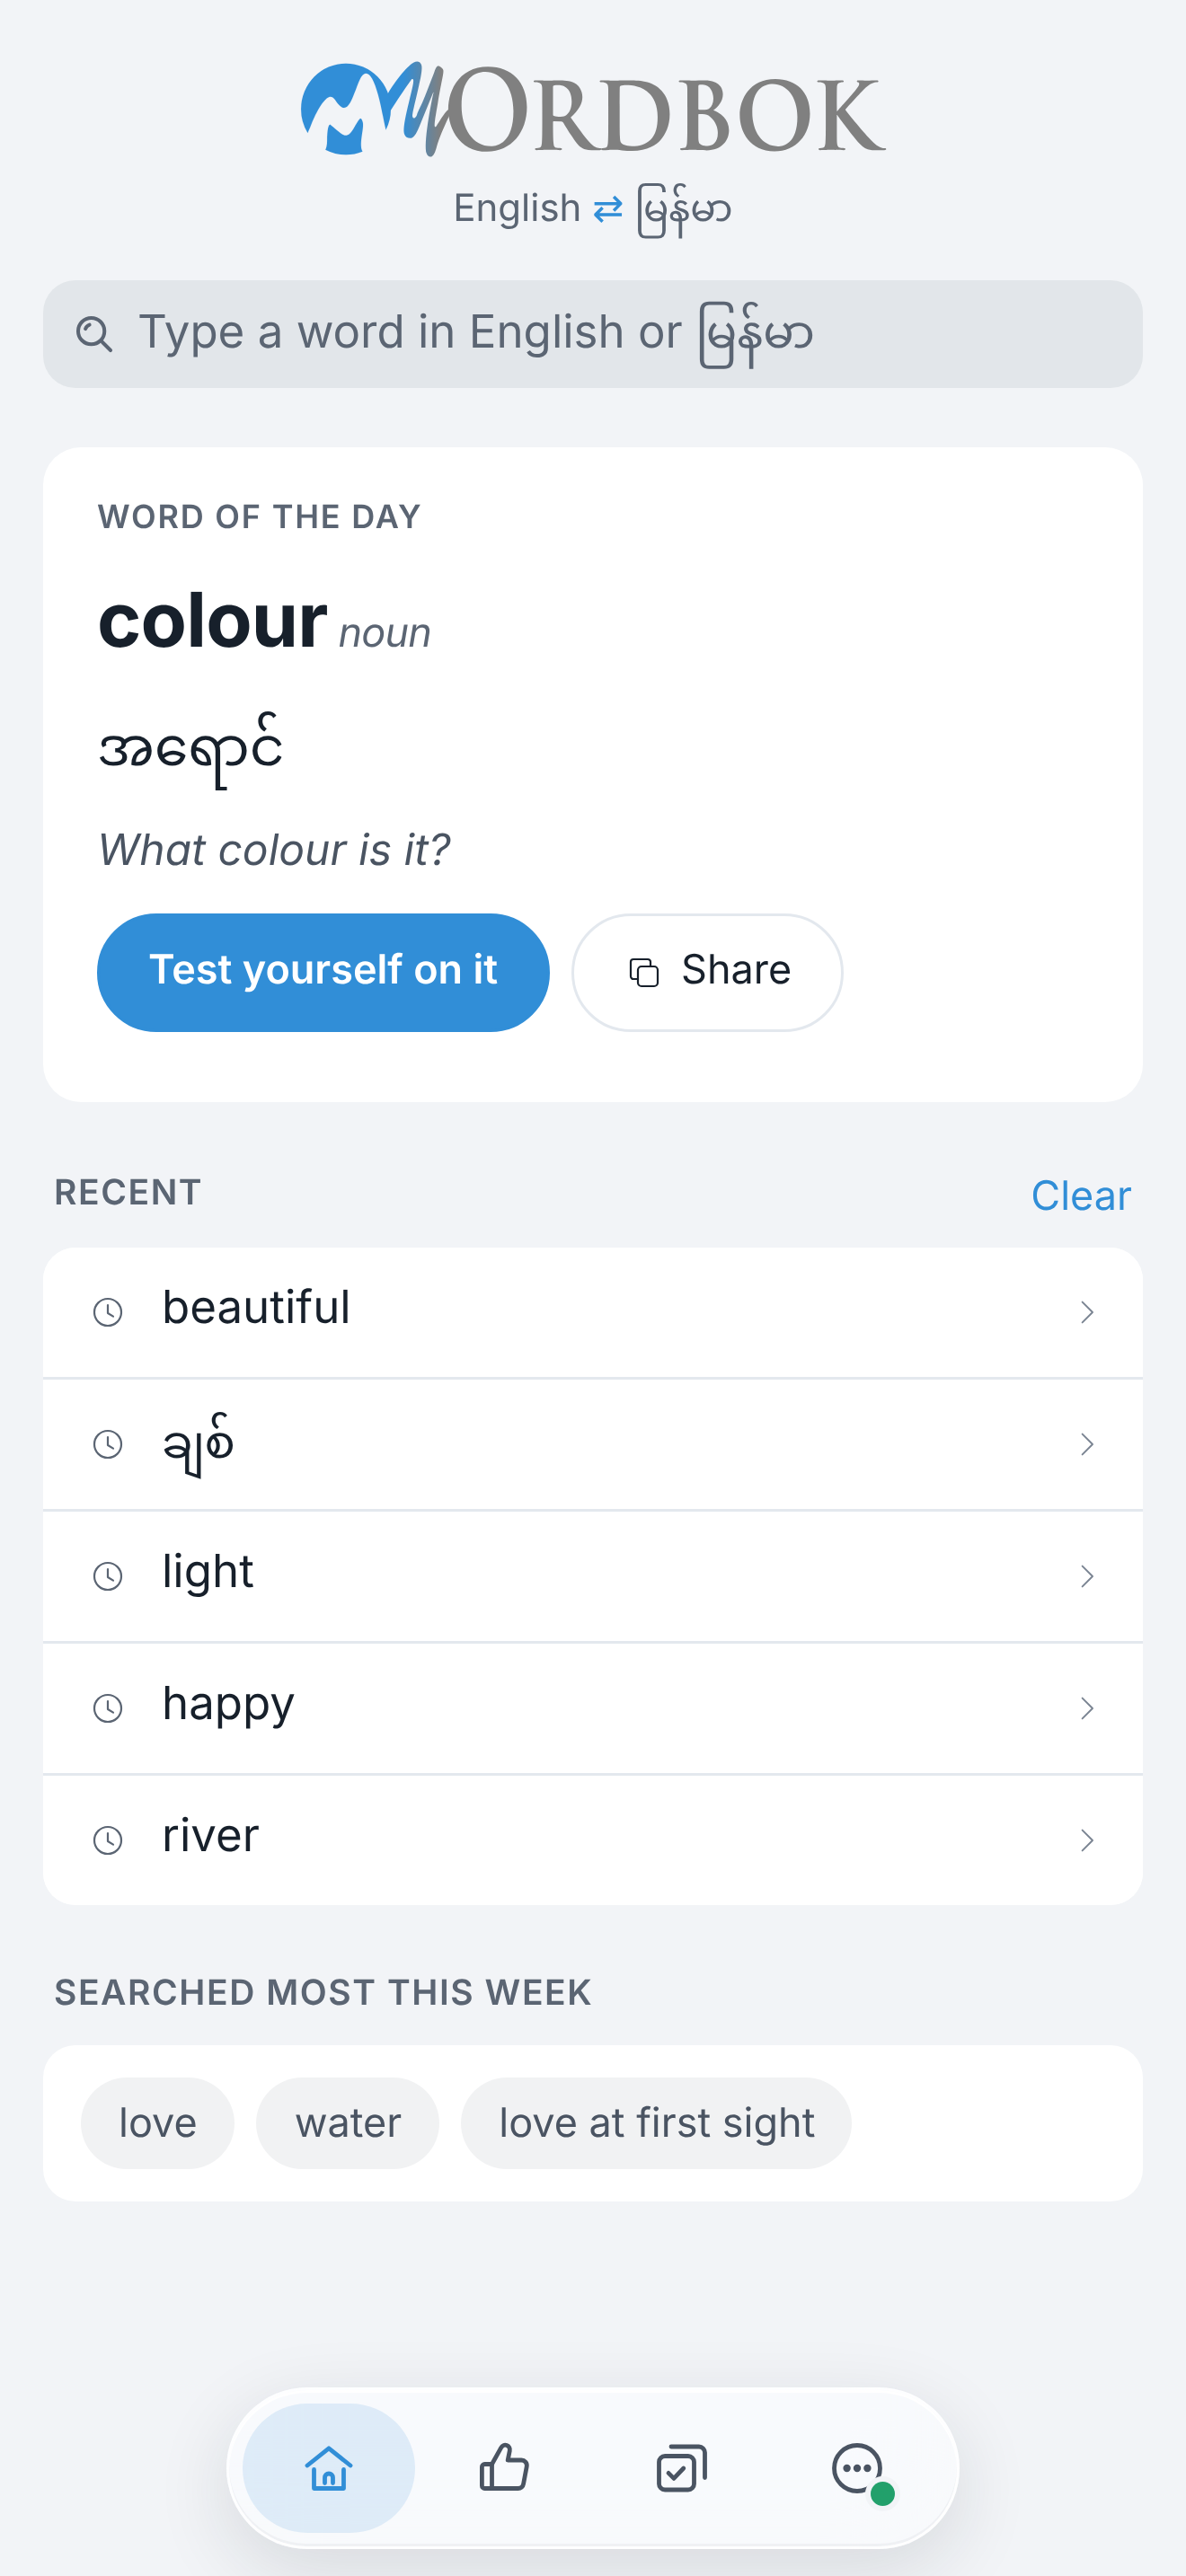 MORDBOK
English ⇄ မြန်မာ
Type a word in English or မြန်မာ
WORD OF THE DAY
colour noun
အရောင်
What colour is it?
Test yourself on it
Share
RECENT
Clear
beautiful
ချစ်
light
happy
river
SEARCHED MOST THIS WEEK
love
water
love at first sight